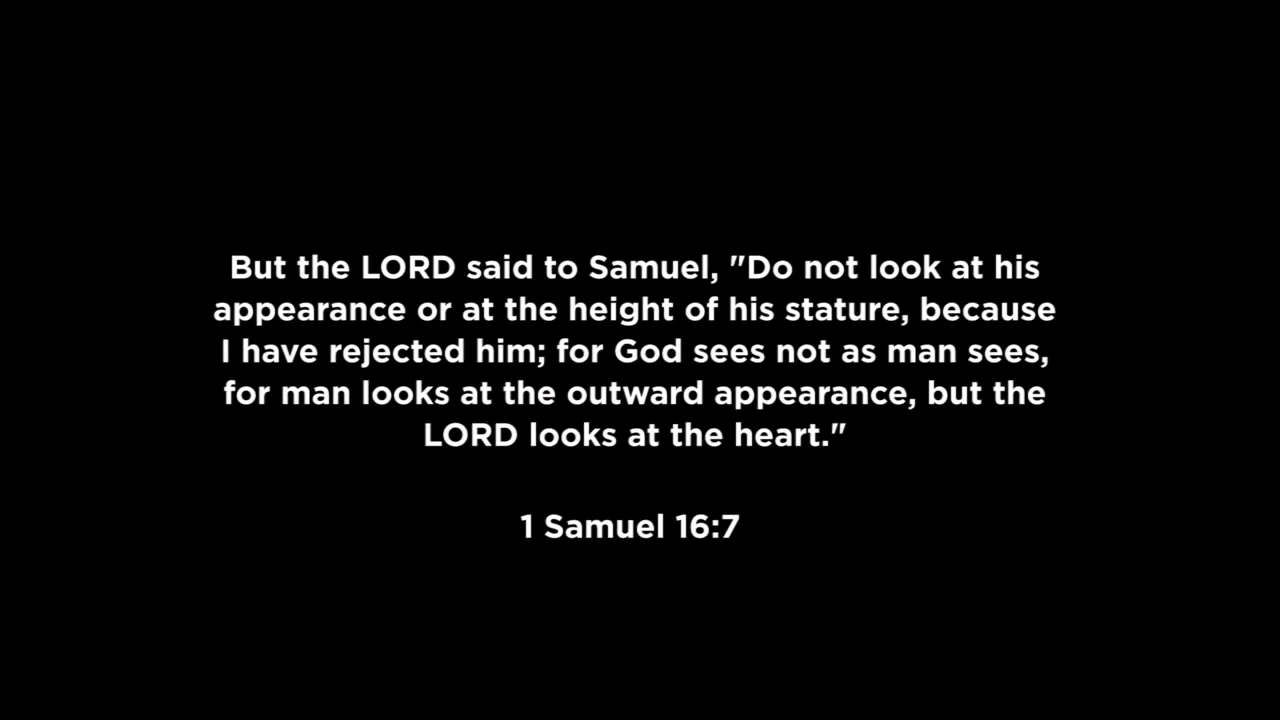 But the LORD said to Samuel, "Do not look at his
appearance or at the height of his stature, because
I have rejected him; for God sees not as man sees,
for man looks at the outward appearance, but the
LORD looks at the heart."
1 Samuel 16:7